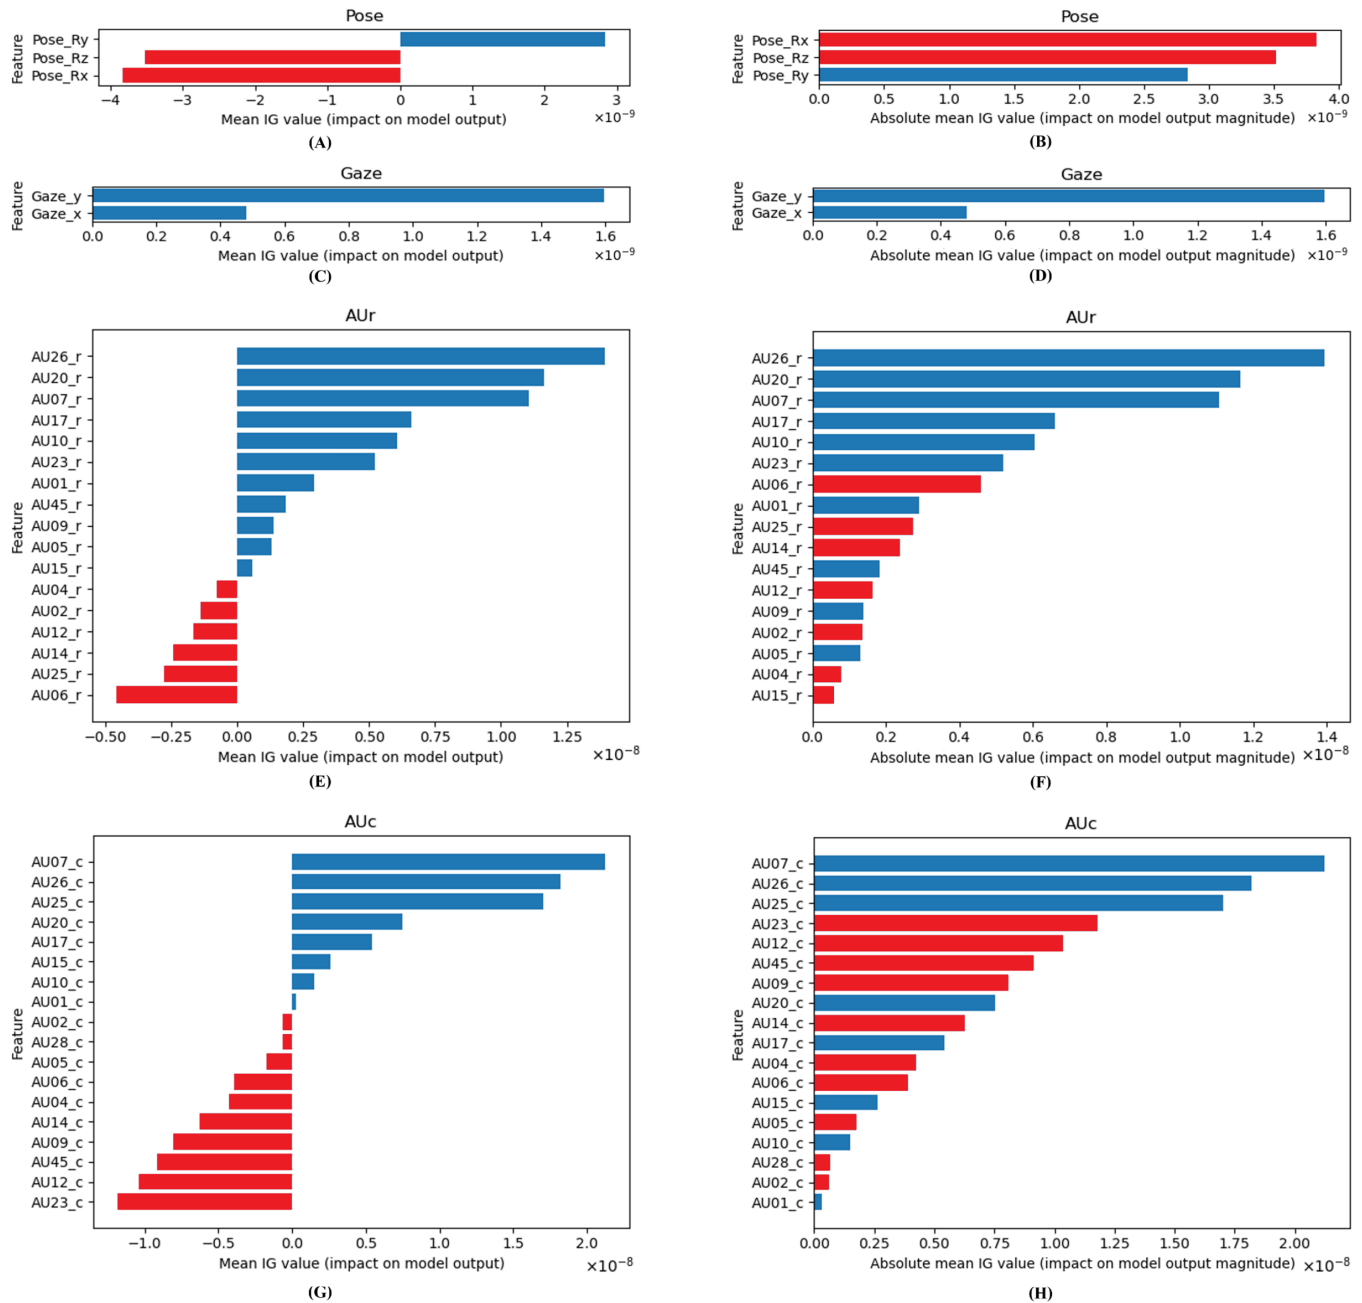 Pose
Feature
Pose_Ry
Pose_Rz
Pose_Rx
−4 −3 −2 −1 0 1 2 3
Mean IG value (impact on model output) ×10⁻⁹
(A)
Pose
Feature
Pose_Rx
Pose_Rz
Pose_Ry
0.0 0.5 1.0 1.5 2.0 2.5 3.0 3.5 4.0
Absolute mean IG value (impact on model output magnitude) ×10⁻⁹
(B)
Gaze
Feature
Gaze_y
Gaze_x
0.0 0.2 0.4 0.6 0.8 1.0 1.2 1.4 1.6
Mean IG value (impact on model output) ×10⁻⁹
(C)
Gaze
Feature
Gaze_y
Gaze_x
0.0 0.2 0.4 0.6 0.8 1.0 1.2 1.4 1.6
Absolute mean IG value (impact on model output magnitude) ×10⁻⁹
(D)
AUr
Feature
AU26_r
AU20_r
AU07_r
AU17_r
AU10_r
AU23_r
AU01_r
AU45_r
AU09_r
AU05_r
AU15_r
AU04_r
AU02_r
AU12_r
AU14_r
AU25_r
AU06_r
−0.50 −0.25 0.00 0.25 0.50 0.75 1.00 1.25
Mean IG value (impact on model output) ×10⁻⁸
(E)
AUr
Feature
AU26_r
AU20_r
AU07_r
AU17_r
AU10_r
AU23_r
AU06_r
AU01_r
AU25_r
AU14_r
AU45_r
AU12_r
AU09_r
AU02_r
AU05_r
AU04_r
AU15_r
0.0 0.2 0.4 0.6 0.8 1.0 1.2 1.4
Absolute mean IG value (impact on model output magnitude) ×10⁻⁸
(F)
AUc
Feature
AU07_c
AU26_c
AU25_c
AU20_c
AU17_c
AU15_c
AU10_c
AU01_c
AU02_c
AU28_c
AU05_c
AU06_c
AU04_c
AU14_c
AU09_c
AU45_c
AU12_c
AU23_c
−1.0 −0.5 0.0 0.5 1.0 1.5 2.0
Mean IG value (impact on model output) ×10⁻⁸
(G)
AUc
Feature
AU07_c
AU26_c
AU25_c
AU23_c
AU12_c
AU45_c
AU09_c
AU20_c
AU14_c
AU17_c
AU04_c
AU06_c
AU15_c
AU05_c
AU10_c
AU28_c
AU02_c
AU01_c
0.00 0.25 0.50 0.75 1.00 1.25 1.50 1.75 2.00
Absolute mean IG value (impact on model output magnitude) ×10⁻⁸
(H)